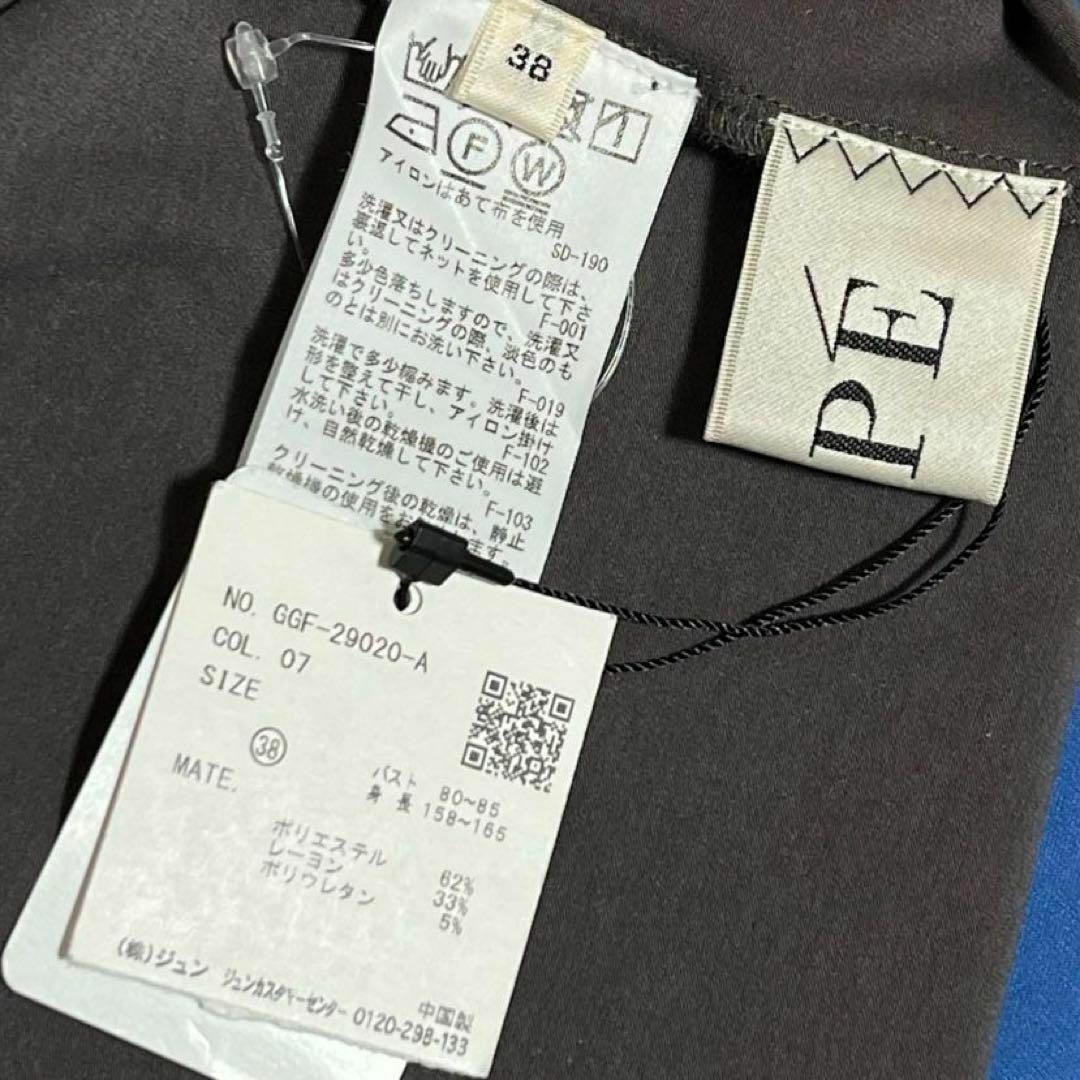 38
F
W
アイロンはあて布を使用
SD-190
洗濯又はクリーニングの際は、
裏返してネットを使用して下さ
い。
F-001
多少色落ちしますので、洗濯又
はクリーニングの際、淡色のも
のとは別にお洗い下さい。
F-019
洗濯で多少縮みます。洗濯後は
形を整えて干し、アイロン掛け
して下さい。
F-102
水洗い後の乾燥機のご使用は避
け、自然乾燥して下さい。
F-103
クリーニング後の乾燥は、静止
乾燥機の使用をお
ます。
PÉ
NO. GGF-29020-A
COL. 07
SIZE
38
バスト 80~85
身長 158~165
MATE.
ポリエステル 62%
レーヨン 33%
ポリウレタン 5%
(株)ジュン ジュンカスタマーセンター 0120-298-133
中国製